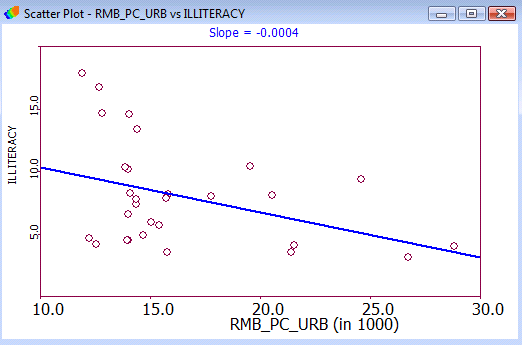 Scatter Plot - RMB_PC_URB vs ILLITERACY
Slope = -0.0004
ILLITERACY
15.0
10.0
5.0
10.0 15.0 20.0 25.0 30.0
RMB_PC_URB (in 1000)